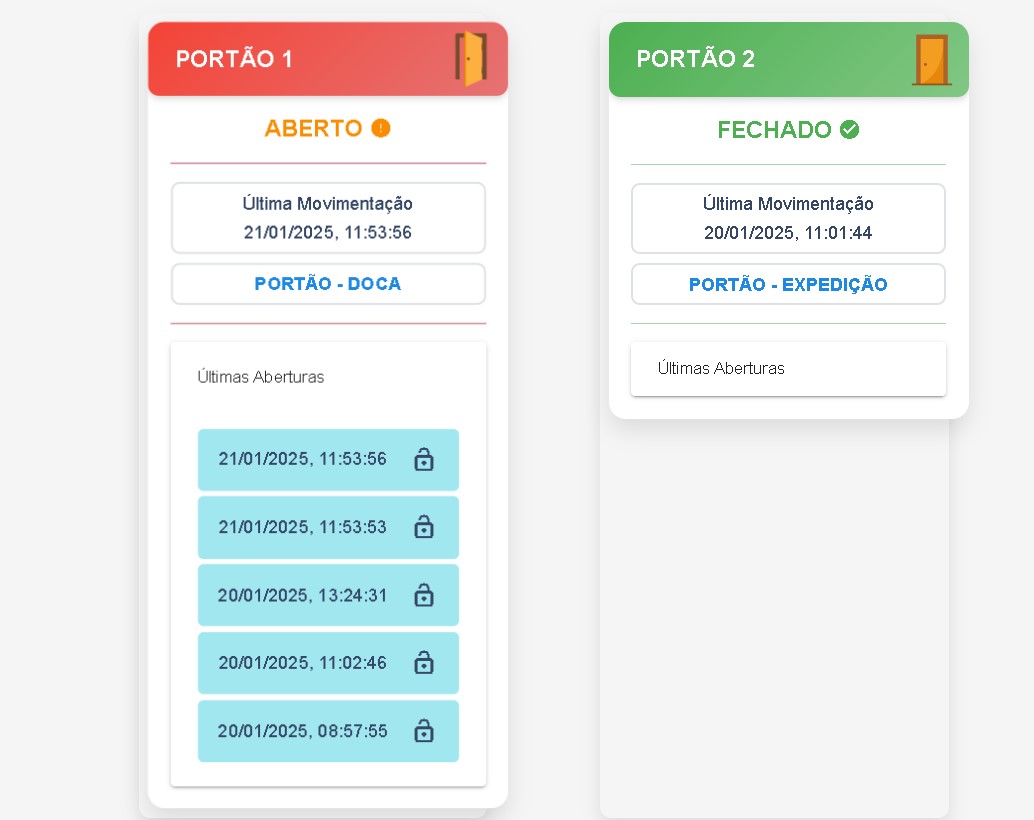 PORTÃO 1
ABERTO
Última Movimentação
21/01/2025, 11:53:56
PORTÃO - DOCA
Últimas Aberturas
21/01/2025, 11:53:56
21/01/2025, 11:53:53
20/01/2025, 13:24:31
20/01/2025, 11:02:46
20/01/2025, 08:57:55
PORTÃO 2
FECHADO
Última Movimentação
20/01/2025, 11:01:44
PORTÃO - EXPEDIÇÃO
Últimas Aberturas